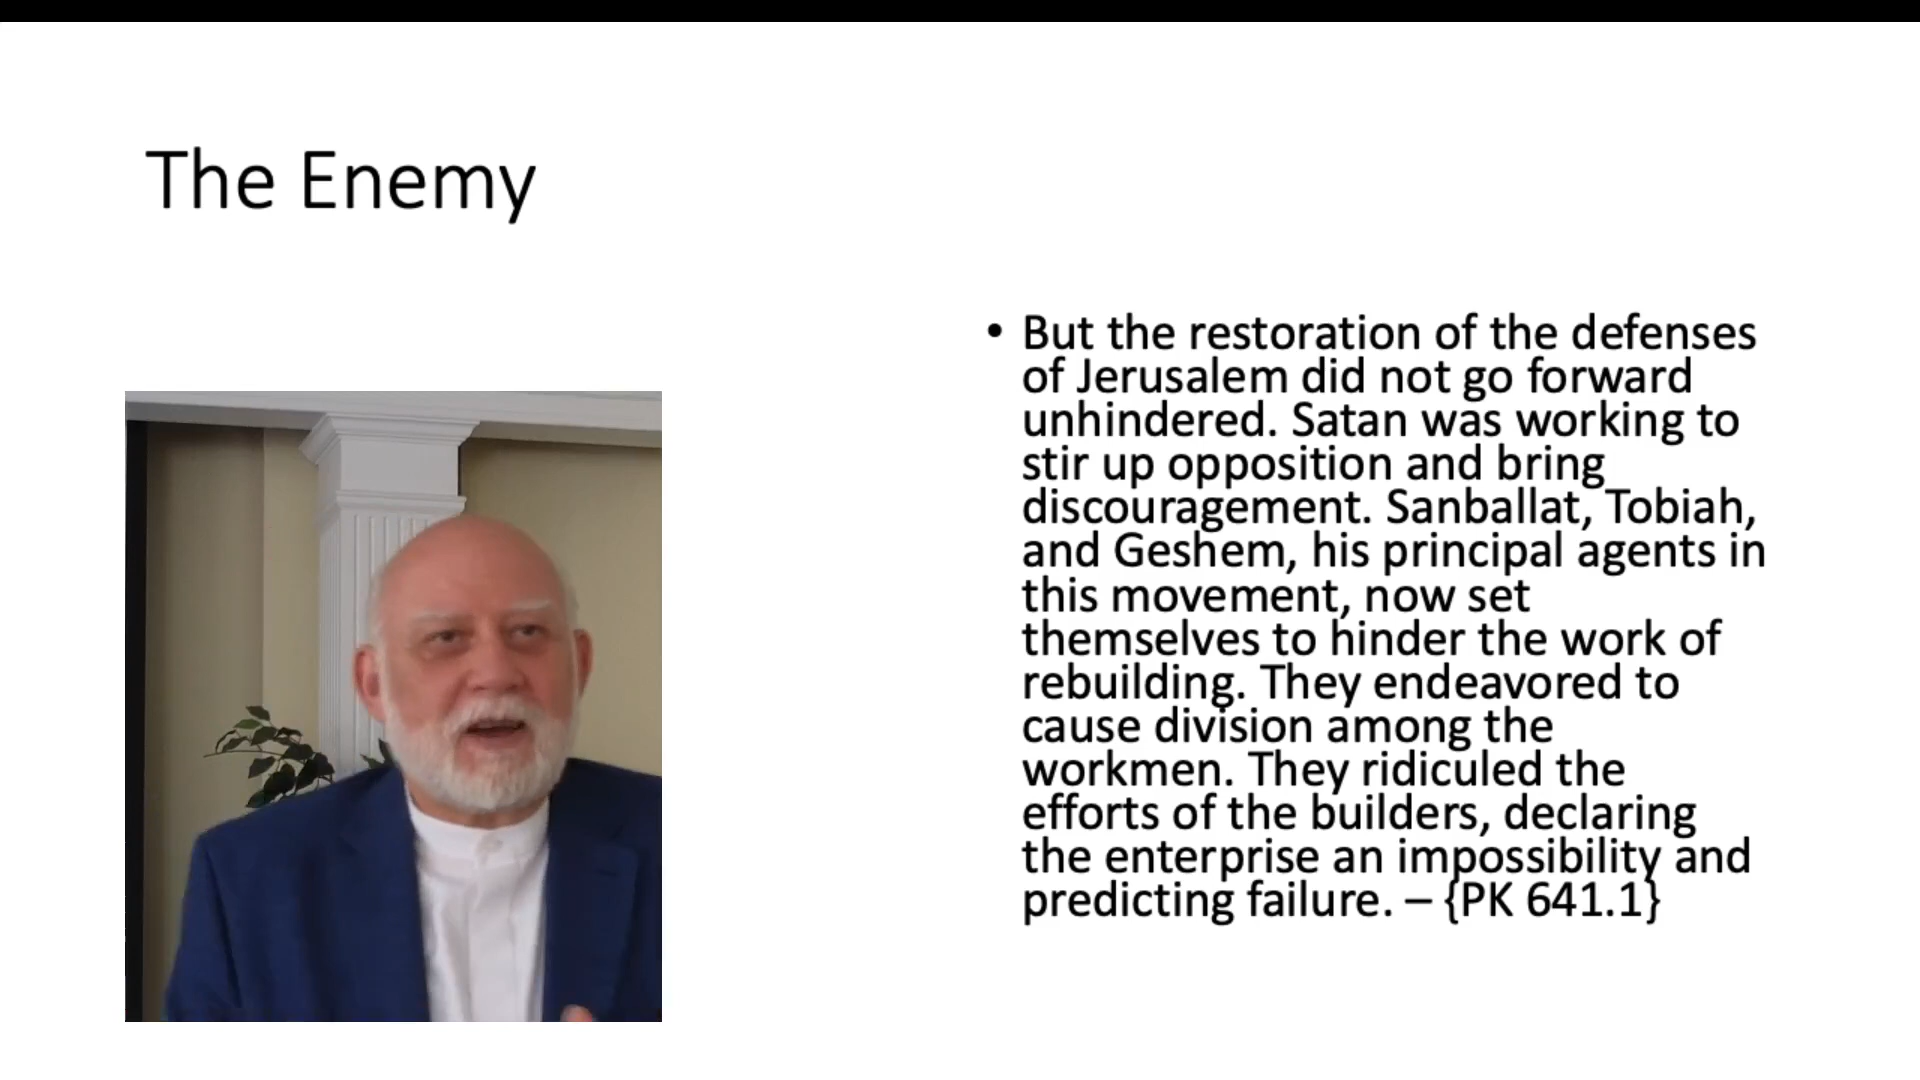 The Enemy
• But the restoration of the defenses
of Jerusalem did not go forward
unhindered. Satan was working to
stir up opposition and bring
discouragement. Sanballat, Tobiah,
and Geshem, his principal agents in
this movement, now set
themselves to hinder the work of
rebuilding. They endeavored to
cause division among the
workmen. They ridiculed the
efforts of the builders, declaring
the enterprise an impossibility and
predicting failure. – {PK 641.1}